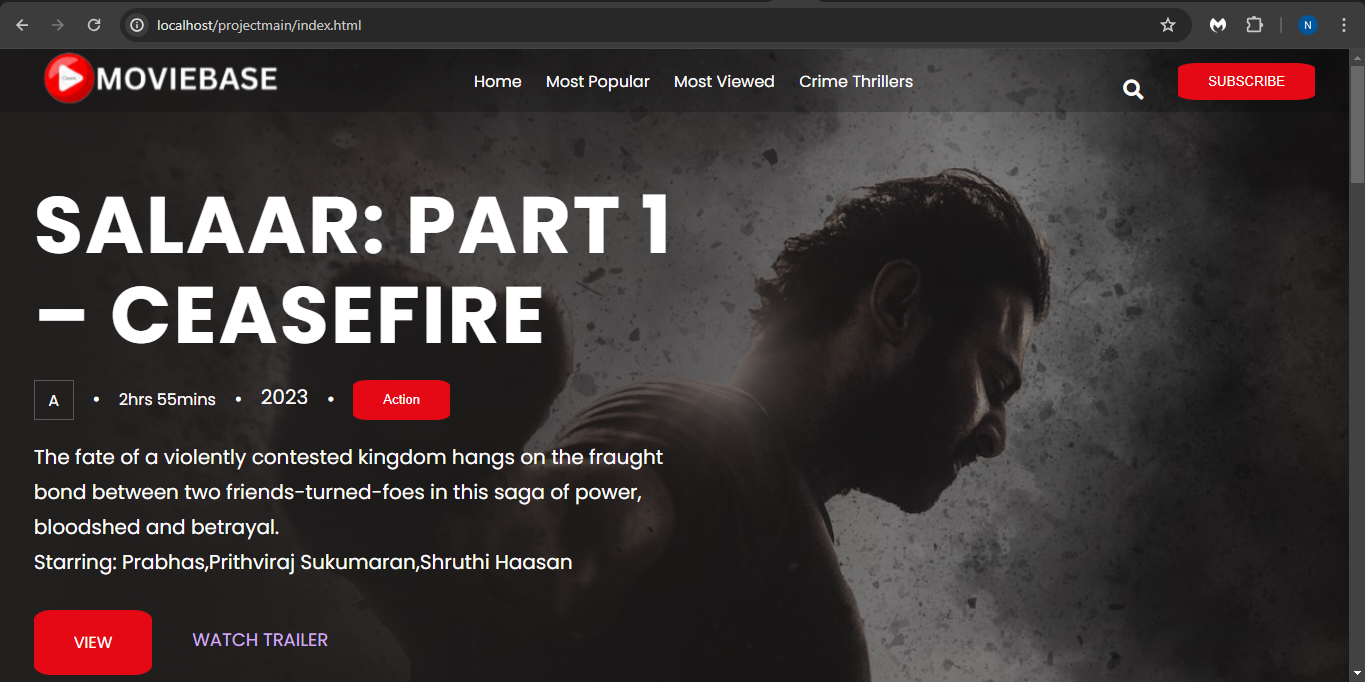 localhost/projectmain/index.html
N
MOVIEBASE
Home Most Popular Most Viewed Crime Thrillers
SUBSCRIBE
SALAAR: PART 1
– CEASEFIRE
A • 2hrs 55mins • 2023 • Action
The fate of a violently contested kingdom hangs on the fraught
bond between two friends-turned-foes in this saga of power,
bloodshed and betrayal.
Starring: Prabhas,Prithviraj Sukumaran,Shruthi Haasan
VIEW WATCH TRAILER